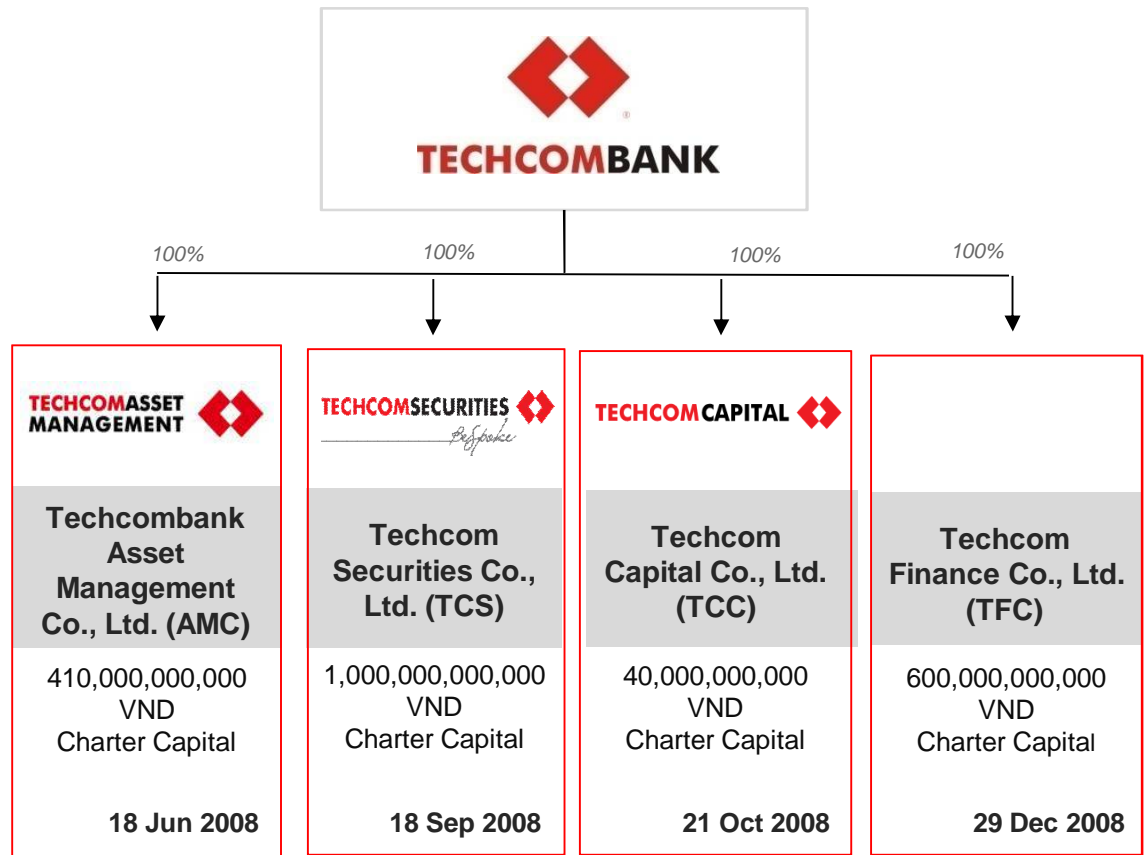 ®
TECHCOMBANK
100%
100%
100%
100%
TECHCOMASSET
MANAGEMENT
Techcombank
Asset
Management
Co., Ltd. (AMC)
410,000,000,000
VND
Charter Capital
18 Jun 2008
TECHCOMSECURITIES
BeSpoke
Techcom
Securities Co.,
Ltd. (TCS)
1,000,000,000,000
VND
Charter Capital
18 Sep 2008
TECHCOMCAPITAL
Techcom
Capital Co., Ltd.
(TCC)
40,000,000,000
VND
Charter Capital
21 Oct 2008
Techcom
Finance Co., Ltd.
(TFC)
600,000,000,000
VND
Charter Capital
29 Dec 2008